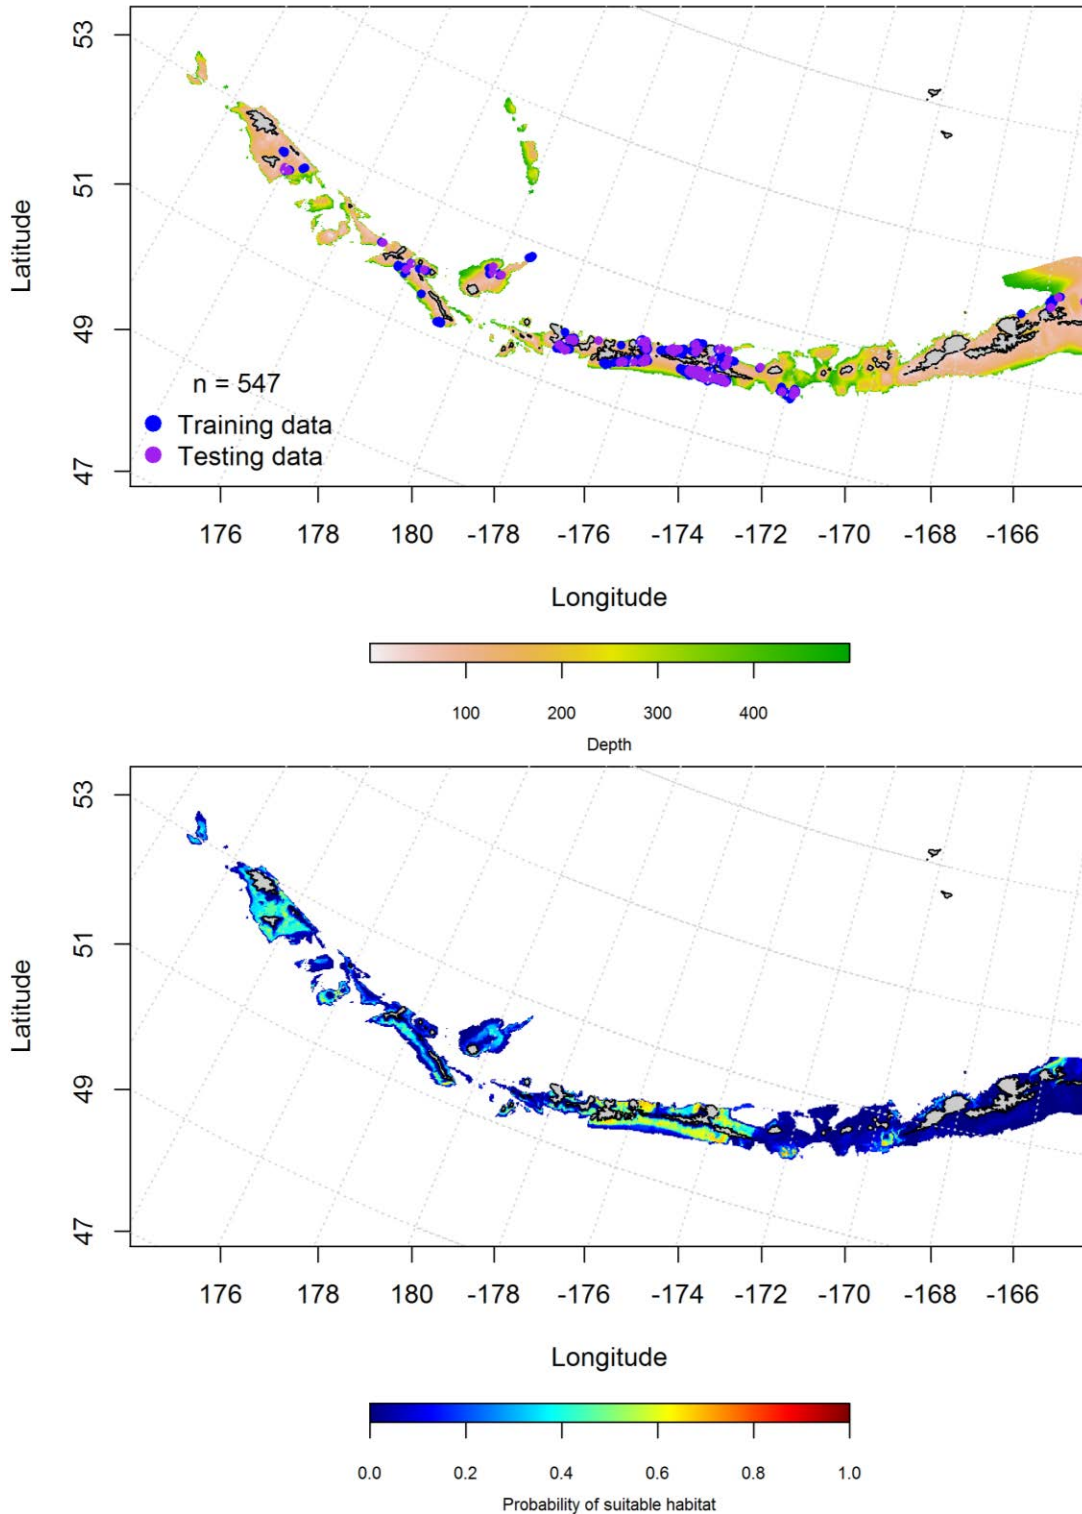 53
51
49
47
Latitude
n = 547
Training data
Testing data
176 178 180 -178 -176 -174 -172 -170 -168 -166
Longitude
100 200 300 400
Depth
53
51
49
47
Latitude
176 178 180 -178 -176 -174 -172 -170 -168 -166
Longitude
0.0 0.2 0.4 0.6 0.8 1.0
Probability of suitable habitat